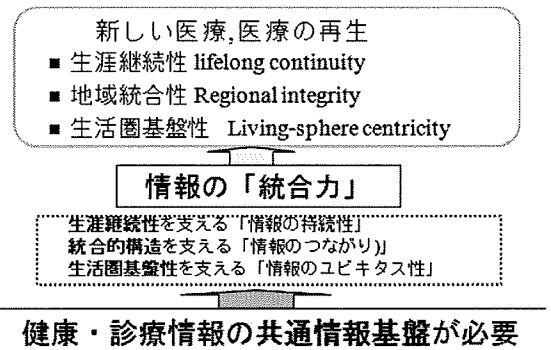 新しい医療,医療の再生
■ 生涯継続性 lifelong continuity
■ 地域統合性 Regional integrity
■ 生活圏基盤性 Living-sphere centricity
情報の「統合力」
生涯継続性を支える「情報の持続性」
統合的構造を支える「情報のつながり)」
生活圏基盤性を支える「情報のユビキタス性」
健康・診療情報の共通情報基盤が必要